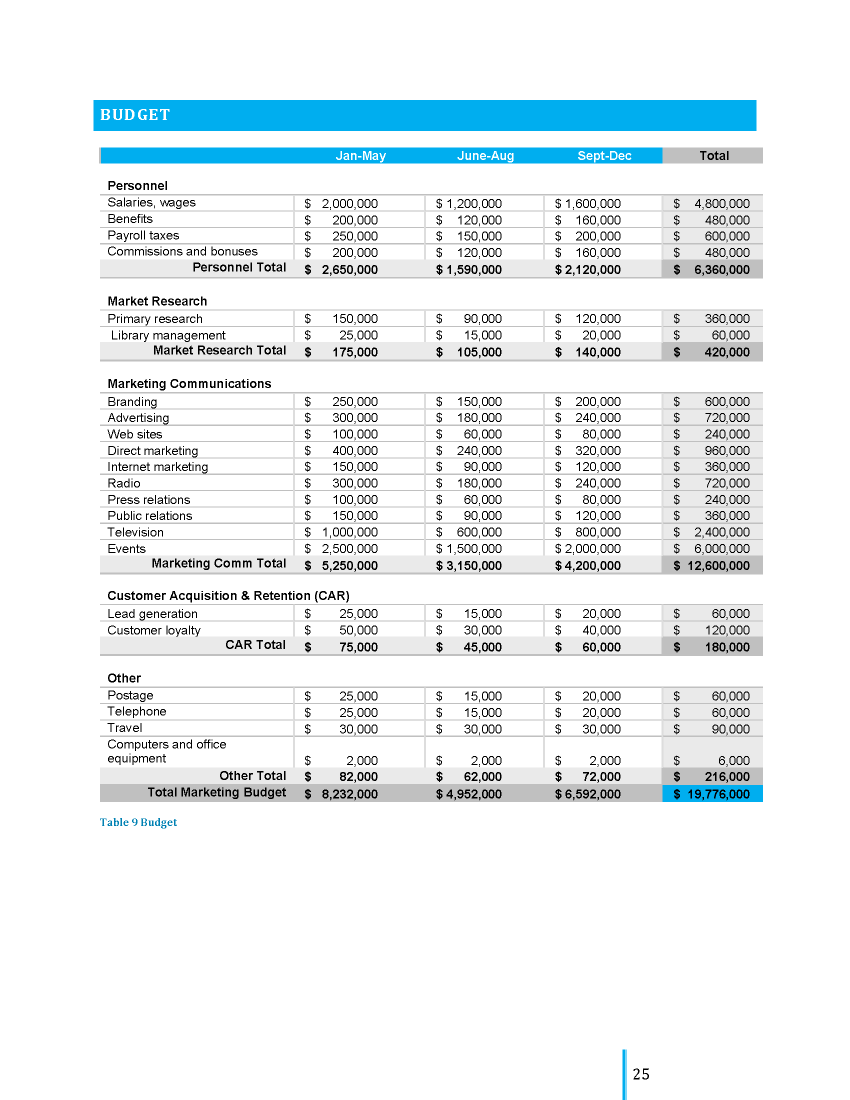 BUDGET
Jan-May June-Aug Sept-Dec Total
Personnel
Salaries, wages $ 2,000,000 $ 1,200,000 $ 1,600,000 $ 4,800,000
Benefits $ 200,000 $ 120,000 $ 160,000 $ 480,000
Payroll taxes $ 250,000 $ 150,000 $ 200,000 $ 600,000
Commissions and bonuses $ 200,000 $ 120,000 $ 160,000 $ 480,000
Personnel Total $ 2,650,000 $ 1,590,000 $ 2,120,000 $ 6,360,000
Market Research
Primary research $ 150,000 $ 90,000 $ 120,000 $ 360,000
Library management $ 25,000 $ 15,000 $ 20,000 $ 60,000
Market Research Total $ 175,000 $ 105,000 $ 140,000 $ 420,000
Marketing Communications
Branding $ 250,000 $ 150,000 $ 200,000 $ 600,000
Advertising $ 300,000 $ 180,000 $ 240,000 $ 720,000
Web sites $ 100,000 $ 60,000 $ 80,000 $ 240,000
Direct marketing $ 400,000 $ 240,000 $ 320,000 $ 960,000
Internet marketing $ 150,000 $ 90,000 $ 120,000 $ 360,000
Radio $ 300,000 $ 180,000 $ 240,000 $ 720,000
Press relations $ 100,000 $ 60,000 $ 80,000 $ 240,000
Public relations $ 150,000 $ 90,000 $ 120,000 $ 360,000
Television $ 1,000,000 $ 600,000 $ 800,000 $ 2,400,000
Events $ 2,500,000 $ 1,500,000 $ 2,000,000 $ 6,000,000
Marketing Comm Total $ 5,250,000 $ 3,150,000 $ 4,200,000 $ 12,600,000
Customer Acquisition & Retention (CAR)
Lead generation $ 25,000 $ 15,000 $ 20,000 $ 60,000
Customer loyalty $ 50,000 $ 30,000 $ 40,000 $ 120,000
CAR Total $ 75,000 $ 45,000 $ 60,000 $ 180,000
Other
Postage $ 25,000 $ 15,000 $ 20,000 $ 60,000
Telephone $ 25,000 $ 15,000 $ 20,000 $ 60,000
Travel $ 30,000 $ 30,000 $ 30,000 $ 90,000
Computers and office
equipment $ 2,000 $ 2,000 $ 2,000 $ 6,000
Other Total $ 82,000 $ 62,000 $ 72,000 $ 216,000
Total Marketing Budget $ 8,232,000 $ 4,952,000 $ 6,592,000 $ 19,776,000
Table 9 Budget
25